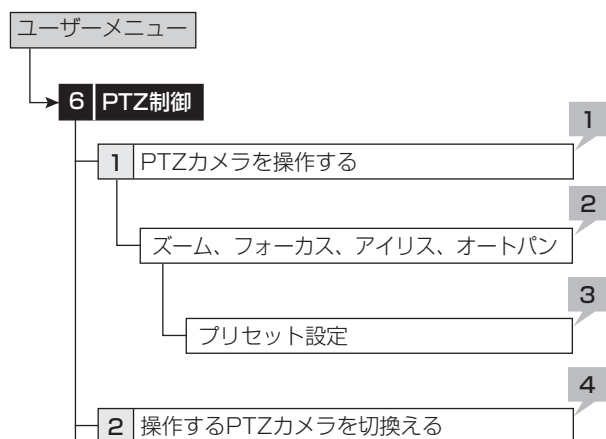 ユーザーメニュー
6 PTZ制御
1
1 PTZカメラを操作する
2
ズーム、フォーカス、アイリス、オートパン
3
プリセット設定
4
2 操作するPTZカメラを切換える